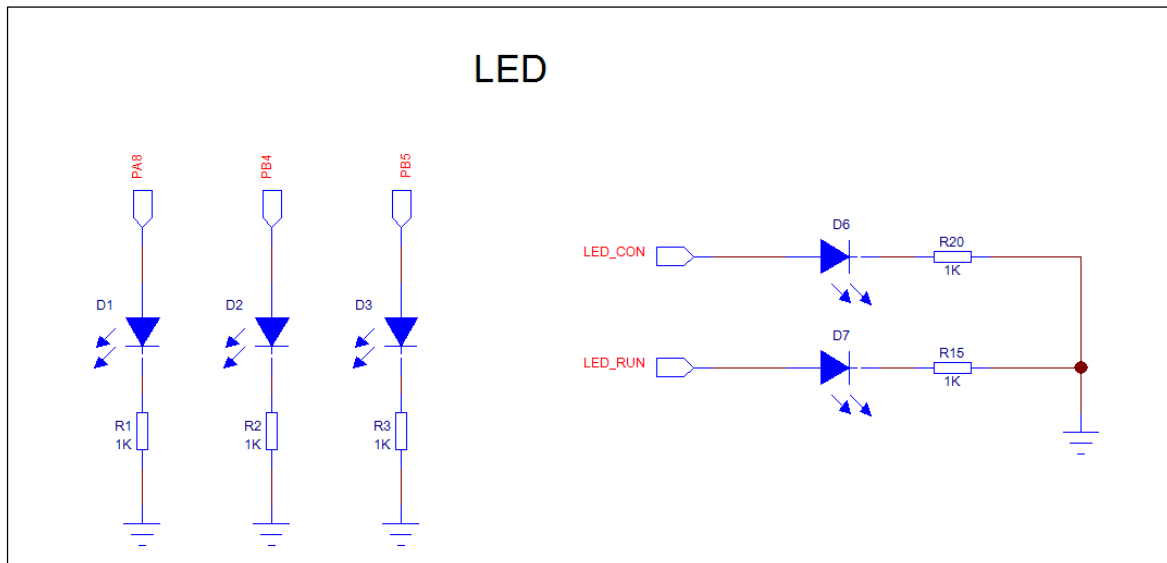 LED
PA8
PB4
PB5
D1
D2
D3
R1
1K
R2
1K
R3
1K
LED_CON
D6
R20
1K
LED_RUN
D7
R15
1K